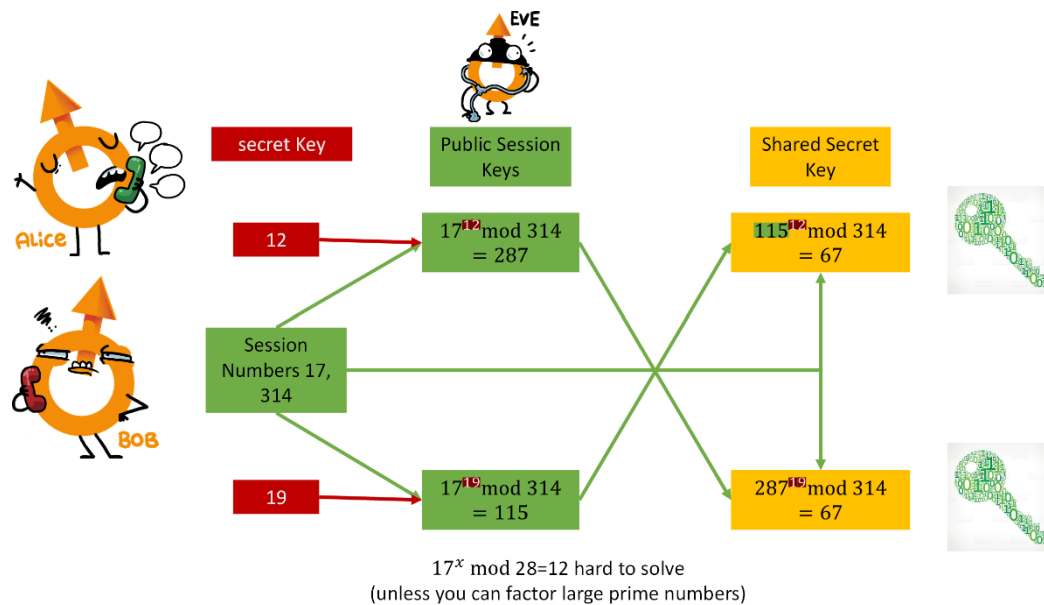 EVE
secret Key
Public Session
Keys
Shared Secret
Key
ALiCe
12
17^12 mod 314
= 287
115^12 mod 314
= 67
Session
Numbers 17,
314
BOB
19
17^19 mod 314
= 115
287^19 mod 314
= 67
17^x mod 28=12 hard to solve
(unless you can factor large prime numbers)